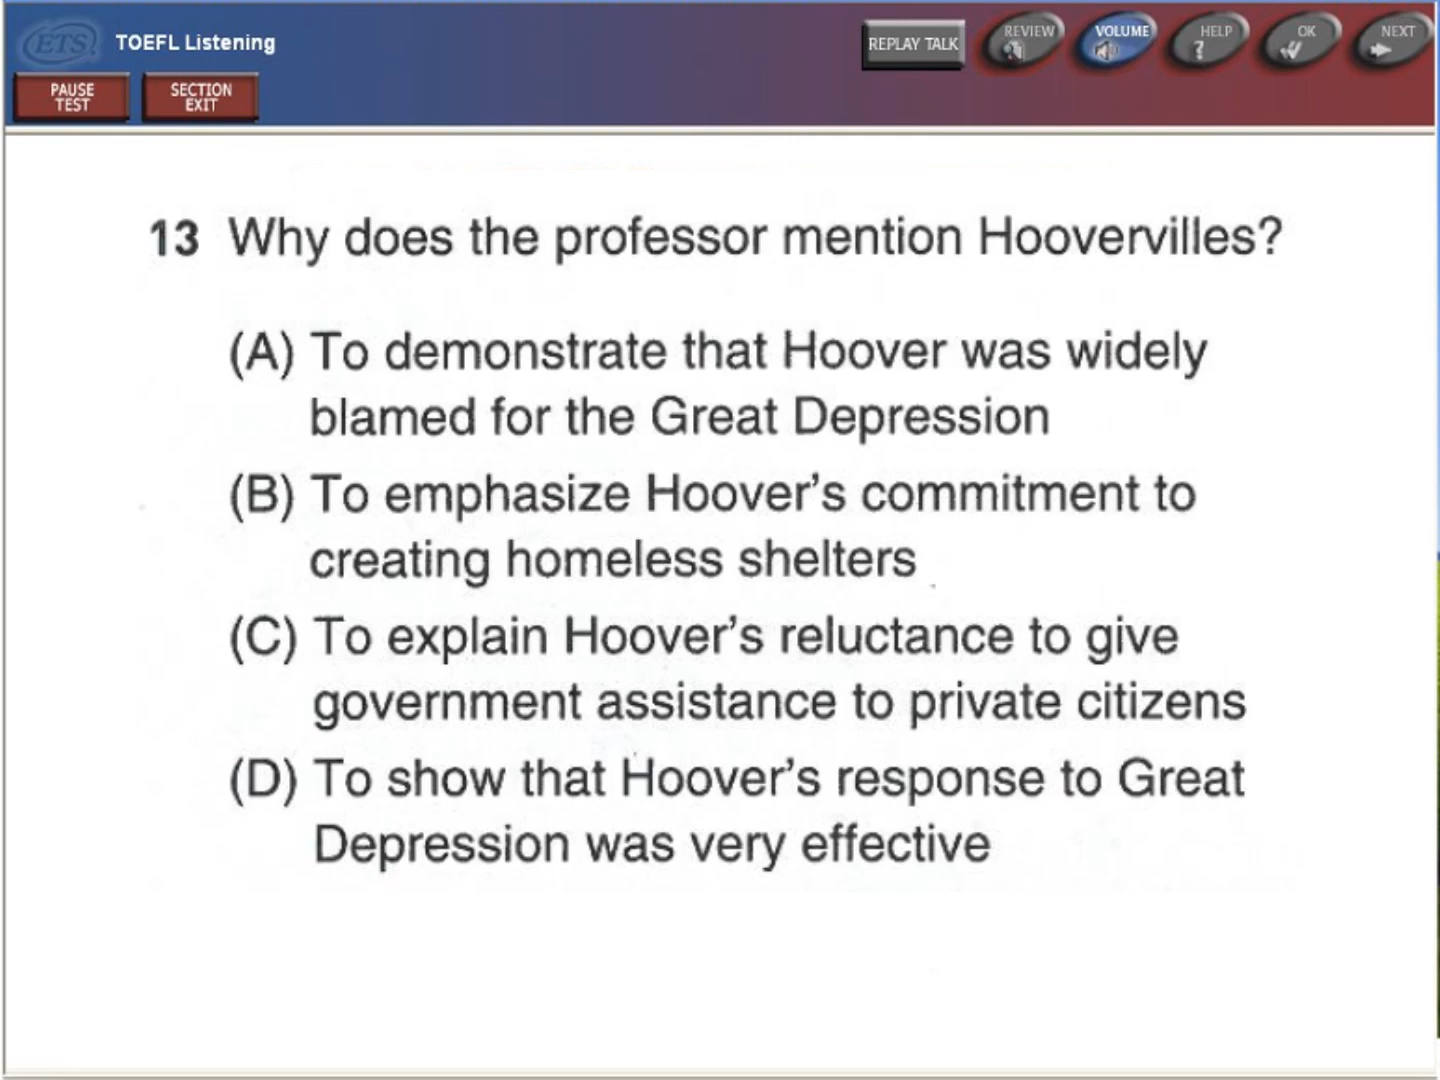 ETS
TOEFL Listening
REPLAY TALK
REVIEW
VOLUME
HELP
?
OK
NEXT
PAUSE
TEST
SECTION
EXIT
13 Why does the professor mention Hoovervilles?
(A) To demonstrate that Hoover was widely
blamed for the Great Depression
(B) To emphasize Hoover's commitment to
creating homeless shelters
(C) To explain Hoover's reluctance to give
government assistance to private citizens
(D) To show that Hoover's response to Great
Depression was very effective